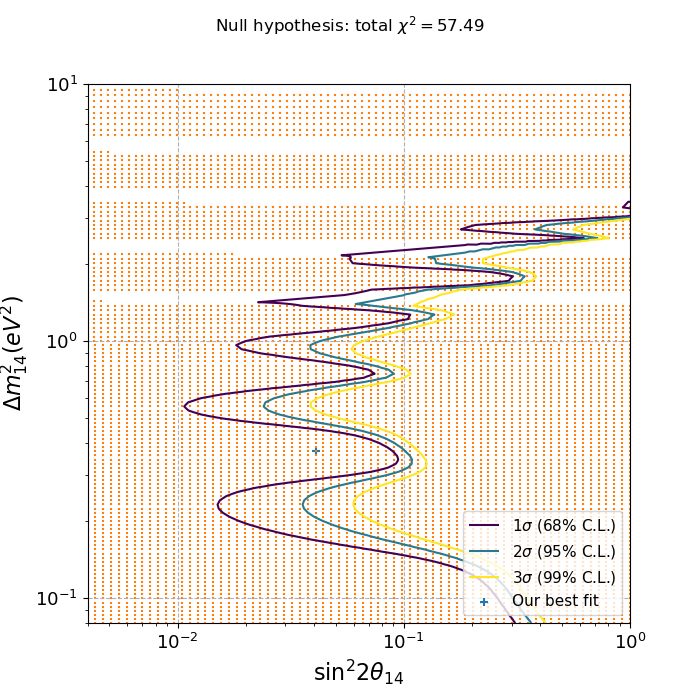 Null hypothesis: total χ² = 57.49
10¹
10⁰
10⁻¹
Δm²₁₄(eV²)
1σ (68% C.L.)
2σ (95% C.L.)
3σ (99% C.L.)
Our best fit
10⁻² 10⁻¹ 10⁰
sin²2θ₁₄